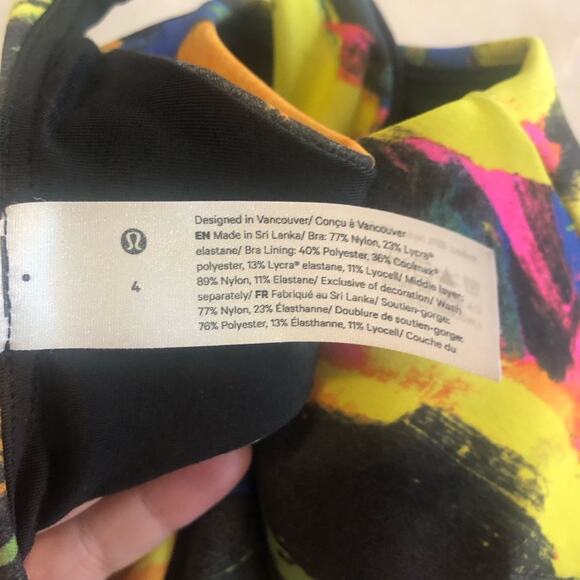 Designed in Vancouver/ Conçu à Vancouver
EN Made in Sri Lanka/ Bra: 77% Nylon, 23% Lycra®
elastane/ Bra Lining: 40% Polyester, 36% Coolmax®
polyester, 13% Lycra® elastane, 11% Lyocell/ Middle layer:
89% Nylon, 11% Elastane/ Exclusive of decoration/ Wash
separately/ FR Fabriqué au Sri Lanka/ Soutien-gorge:
77% Nylon, 23% Élasthanne/ Doublure de soutien-gorge:
76% Polyester, 13% Élasthanne, 11% Lyocell/ Couche du
4